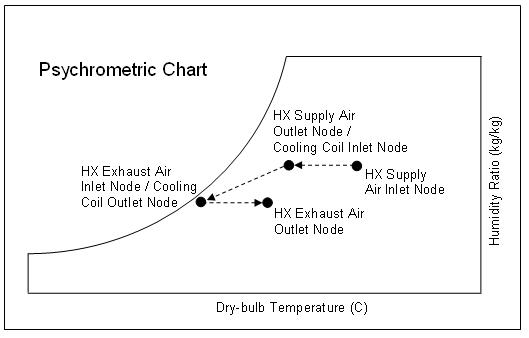 Psychrometric Chart
HX Supply Air
Outlet Node /
Cooling Coil Inlet Node
HX Exhaust Air
Inlet Node / Cooling
Coil Outlet Node
HX Supply
Air Inlet Node
HX Exhaust Air
Outlet Node
Humidity Ratio (kg/kg)
Dry-bulb Temperature (C)